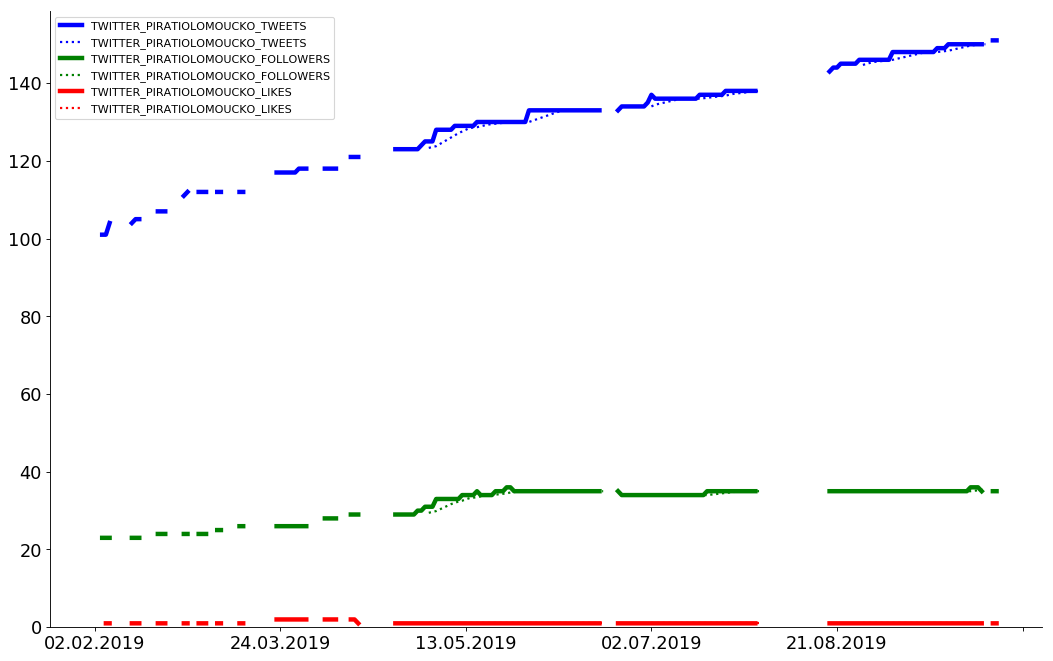 TWITTER_PIRATIOLOMOUCKO_TWEETS
TWITTER_PIRATIOLOMOUCKO_TWEETS
TWITTER_PIRATIOLOMOUCKO_FOLLOWERS
TWITTER_PIRATIOLOMOUCKO_FOLLOWERS
TWITTER_PIRATIOLOMOUCKO_LIKES
TWITTER_PIRATIOLOMOUCKO_LIKES
140
120
100
80
60
40
20
0
02.02.2019 24.03.2019 13.05.2019 02.07.2019 21.08.2019